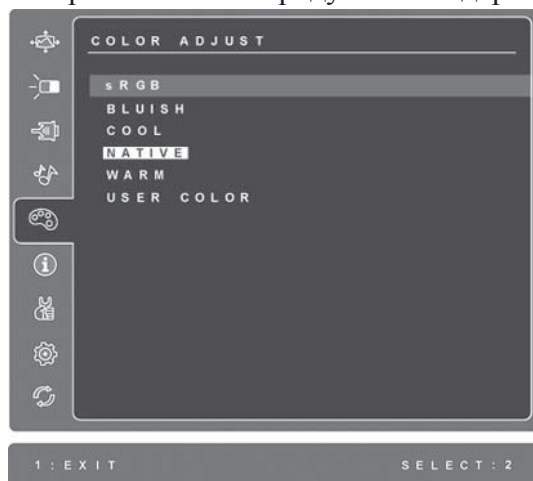 COLOR ADJUST
sRGB
BLUISH
COOL
NATIVE
WARM
USER COLOR
1:EXIT SELECT:2